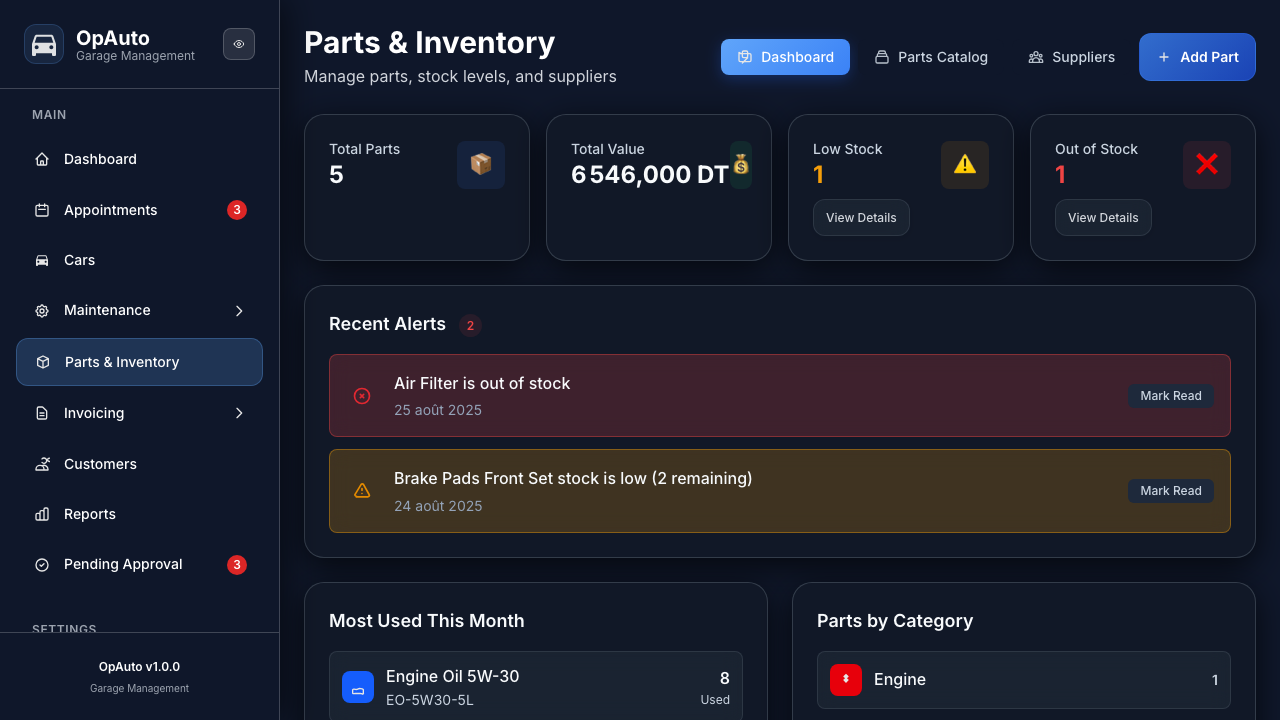 OpAuto
Garage Management
MAIN
Dashboard
Appointments
3
Cars
Maintenance
Parts & Inventory
Invoicing
Customers
Reports
Pending Approval
3
SETTINGS
OpAuto v1.0.0
Garage Management
Parts & Inventory
Manage parts, stock levels, and suppliers
Dashboard
Parts Catalog
Suppliers
Add Part
Total Parts
5
Total Value
6 546,000 DT
Low Stock
1
View Details
Out of Stock
1
View Details
Recent Alerts
2
Air Filter is out of stock
25 août 2025
Mark Read
Brake Pads Front Set stock is low (2 remaining)
24 août 2025
Mark Read
Most Used This Month
Engine Oil 5W-30
EO-5W30-5L
8
Used
Parts by Category
Engine
1